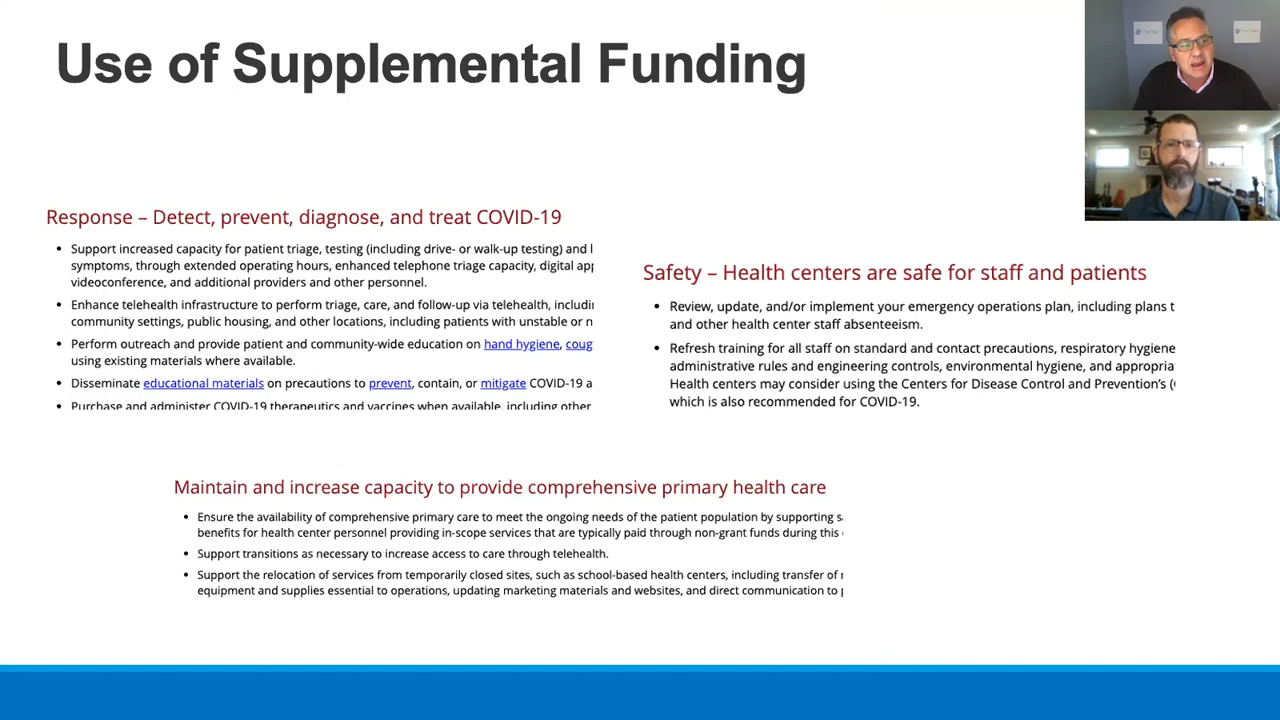 Use of Supplemental Funding
Response – Detect, prevent, diagnose, and treat COVID-19
• Support increased capacity for patient triage, testing (including drive- or walk-up testing) and
symptoms, through extended operating hours, enhanced telephone triage capacity, digital
videoconference, and additional providers and other personnel.
• Enhance telehealth infrastructure to perform triage, care, and follow-up via telehealth,
community settings, public housing, and other locations, including patients with unstable or
• Perform outreach and provide patient and community-wide education on hand hygiene,
using existing materials where available.
• Disseminate educational materials on precautions to prevent, contain, or mitigate COVID-19
• Purchase and administer COVID-19 therapeutics and vaccines when available, including other
Safety – Health centers are safe for staff and patients
• Review, update, and/or implement your emergency operations plan, including plans
and other health center staff absenteeism.
• Refresh training for all staff on standard and contact precautions, respiratory hygiene
administrative rules and engineering controls, environmental hygiene, and
Health centers may consider using the Centers for Disease Control and Prevention's
which is also recommended for COVID-19.
Maintain and increase capacity to provide comprehensive primary health care
• Ensure the availability of comprehensive primary care to meet the ongoing needs of the patient population by supporting
benefits for health center personnel providing in-scope services that are typically paid through non-grant funds during this
• Support transitions as necessary to increase access to care through telehealth.
• Support the relocation of services from temporarily closed sites, such as school-based health centers, including transfer of
equipment and supplies essential to operations, updating marketing materials and websites, and direct communication to